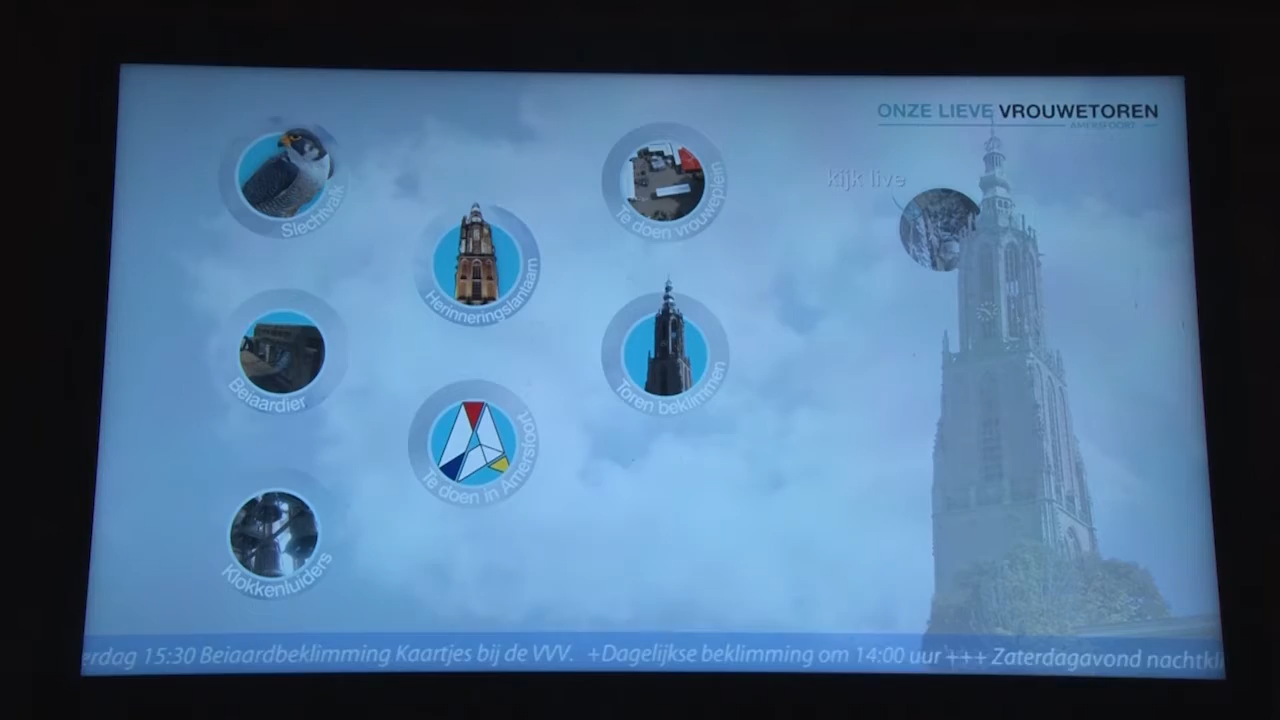 ONZE LIEVE VROUWETOREN
AMERSFOORT
kijk live
Slechtvalk
Te doen vrouweplein
Herinneringslantaarn
Beiaardier
Toren beklimmen
Te doen in Amersfoort
Klokkenluiders
erdag 15:30 Beiaardbeklimming Kaartjes bij de VVV. +Dagelijkse beklimming om 14:00 uur +++ Zaterdagavond nachtkl